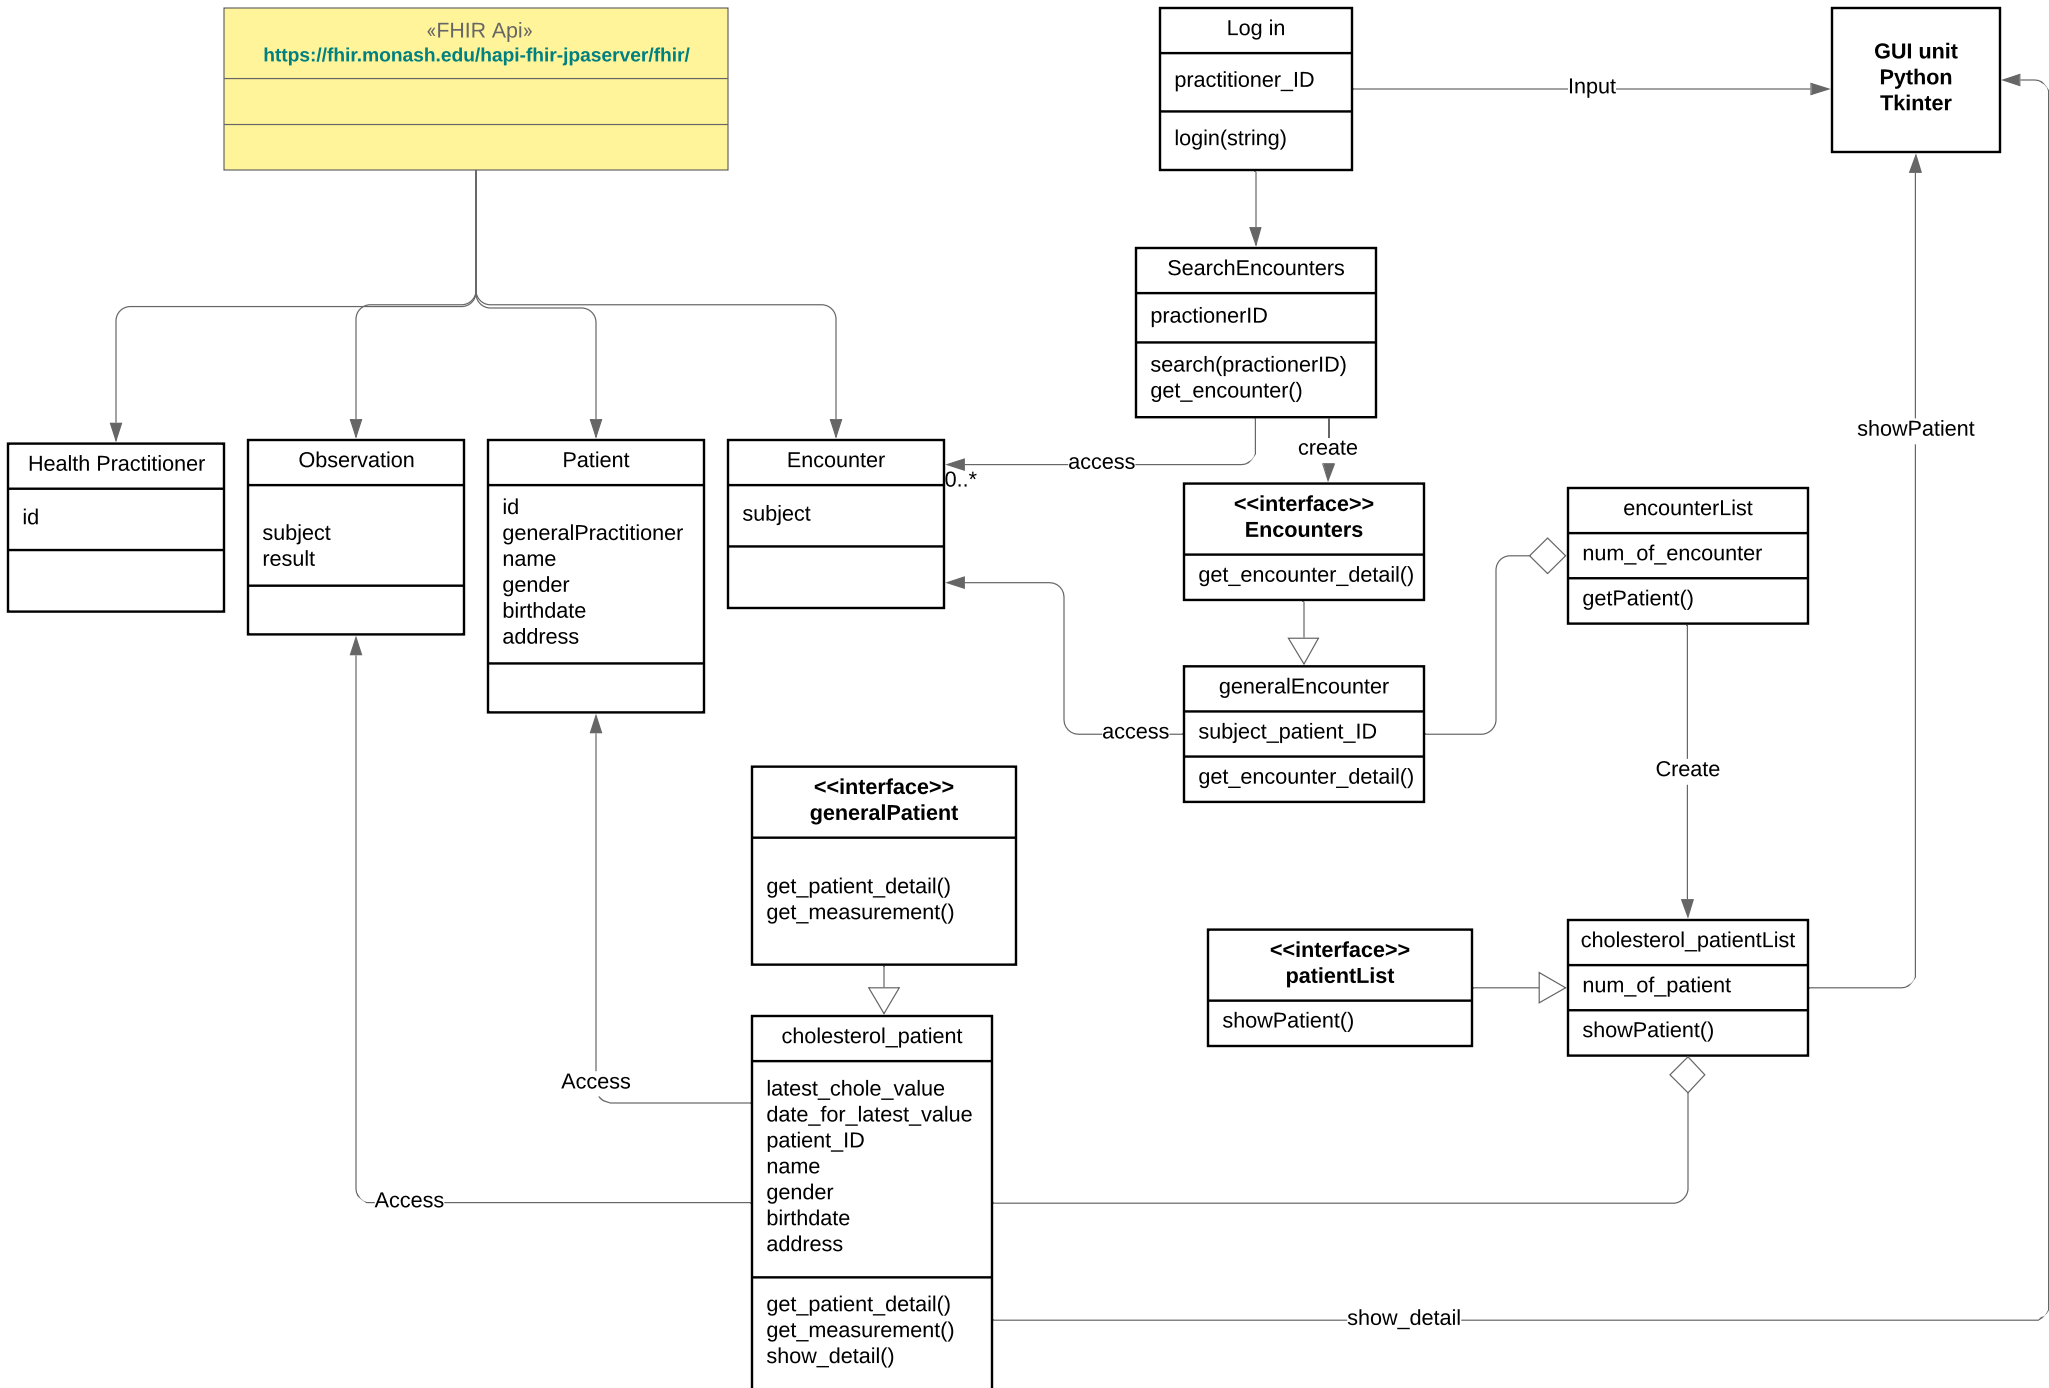 «FHIR Api»
https://fhir.monash.edu/hapi-fhir-jpaserver/fhir/
Log in
practitioner_ID
login(string)
Input
GUI unit
Python
Tkinter
SearchEncounters
practionerID
search(practionerID)
get_encounter()
access
create
0..*
showPatient
Health Practitioner
id
Observation
subject
result
Patient
id
generalPractitioner
name
gender
birthdate
address
Encounter
subject
<<interface>>
Encounters
get_encounter_detail()
encounterList
num_of_encounter
getPatient()
generalEncounter
subject_patient_ID
get_encounter_detail()
access
Create
<<interface>>
generalPatient
get_patient_detail()
get_measurement()
<<interface>>
patientList
showPatient()
cholesterol_patientList
num_of_patient
showPatient()
cholesterol_patient
latest_chole_value
date_for_latest_value
patient_ID
name
gender
birthdate
address
get_patient_detail()
get_measurement()
show_detail()
Access
Access
show_detail